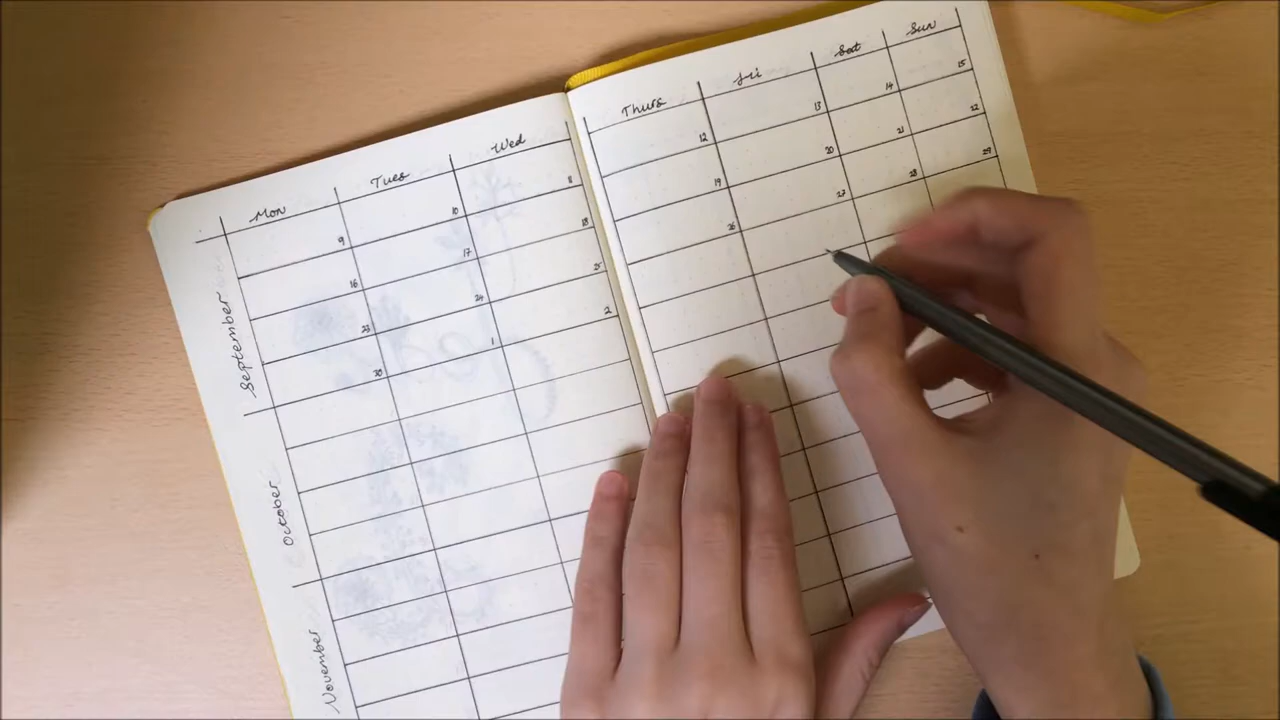 Mon Tues Wed Thurs Fri Sat Sun
September
9 10 11 12 13 14 15
16 17 18 19 20 21 22
23 24 25 26 27 28 29
30 1 2
October
November